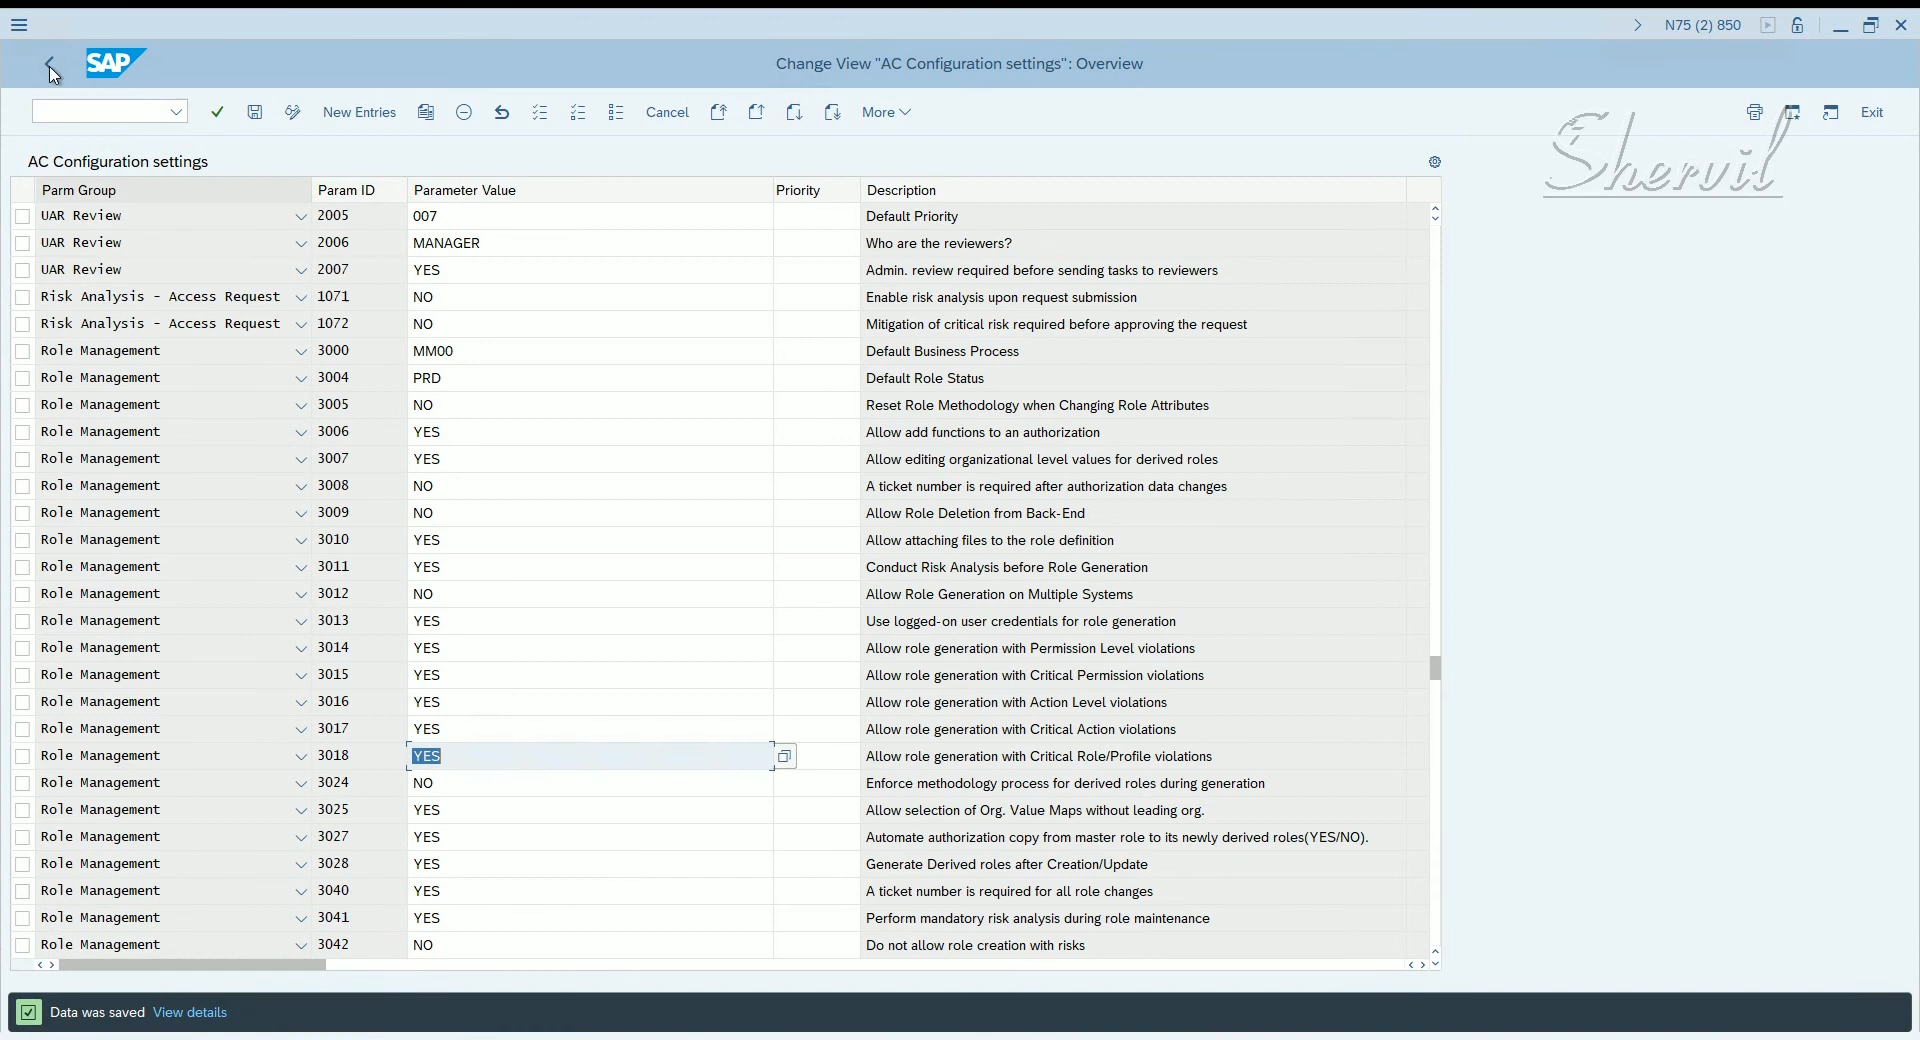 N75 (2) 850
SAP
Change View "AC Configuration settings": Overview
New Entries
Cancel
More
Exit
Shervil
AC Configuration settings
Parm Group Param ID Parameter Value Priority Description
UAR Review 2005 007 Default Priority
UAR Review 2006 MANAGER Who are the reviewers?
UAR Review 2007 YES Admin. review required before sending tasks to reviewers
Risk Analysis - Access Request 1071 NO Enable risk analysis upon request submission
Risk Analysis - Access Request 1072 NO Mitigation of critical risk required before approving the request
Role Management 3000 MM00 Default Business Process
Role Management 3004 PRD Default Role Status
Role Management 3005 NO Reset Role Methodology when Changing Role Attributes
Role Management 3006 YES Allow add functions to an authorization
Role Management 3007 YES Allow editing organizational level values for derived roles
Role Management 3008 NO A ticket number is required after authorization data changes
Role Management 3009 NO Allow Role Deletion from Back-End
Role Management 3010 YES Allow attaching files to the role definition
Role Management 3011 YES Conduct Risk Analysis before Role Generation
Role Management 3012 NO Allow Role Generation on Multiple Systems
Role Management 3013 YES Use logged-on user credentials for role generation
Role Management 3014 YES Allow role generation with Permission Level violations
Role Management 3015 YES Allow role generation with Critical Permission violations
Role Management 3016 YES Allow role generation with Action Level violations
Role Management 3017 YES Allow role generation with Critical Action violations
Role Management 3018 YES Allow role generation with Critical Role/Profile violations
Role Management 3024 NO Enforce methodology process for derived roles during generation
Role Management 3025 YES Allow selection of Org. Value Maps without leading org.
Role Management 3027 YES Automate authorization copy from master role to its newly derived roles(YES/NO).
Role Management 3028 YES Generate Derived roles after Creation/Update
Role Management 3040 YES A ticket number is required for all role changes
Role Management 3041 YES Perform mandatory risk analysis during role maintenance
Role Management 3042 NO Do not allow role creation with risks
Data was saved View details